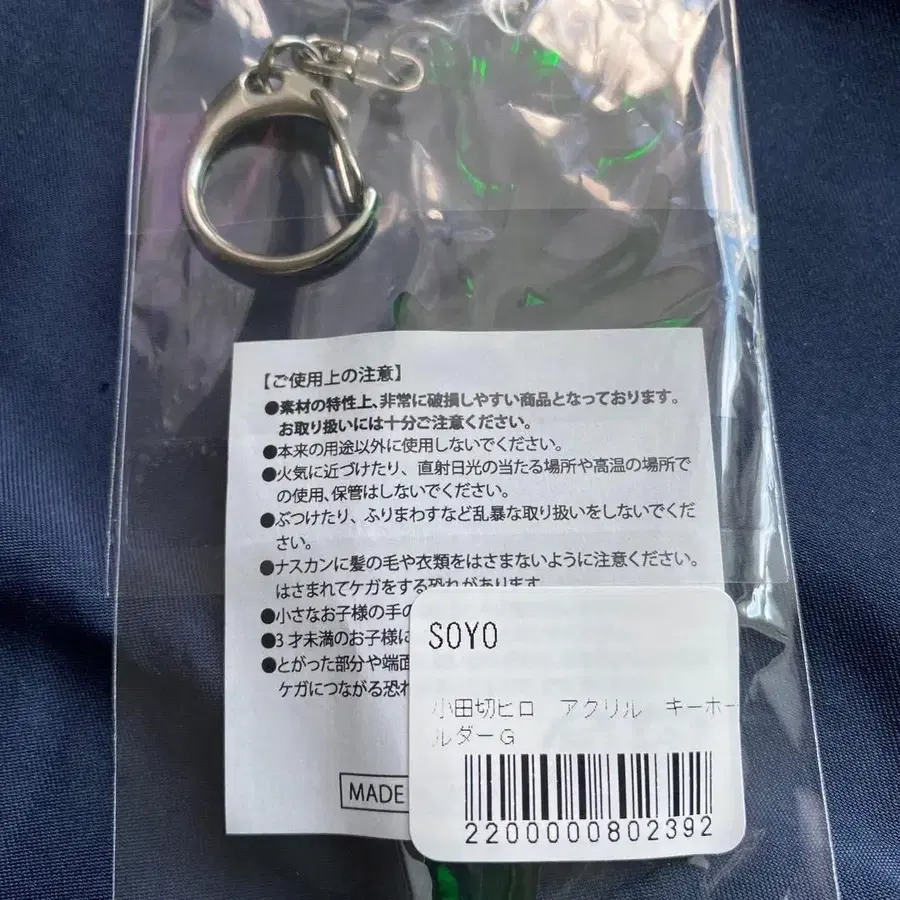 【ご使用上の注意】
●素材の特性上、非常に破損しやすい商品となっております。
お取り扱いには十分ご注意ください。
●本来の用途以外に使用しないでください。
●火気に近づけたり、直射日光の当たる場所や高温の場所で
の使用、保管はしないでください。
●ぶつけたり、ふりまわすなど乱暴な取り扱いをしないでくだ
さい。
●ナスカンに髪の毛や衣類をはさまないように注意ください。
はさまれてケガをする恐れがあります
●小さなお子様の手の
●3才未満のお子様に
●とがった部分や端面
ケガにつながる恐れ
MADE
SOYO
小田切ヒロ アクリル キーホー
ルダーG
2200000802392